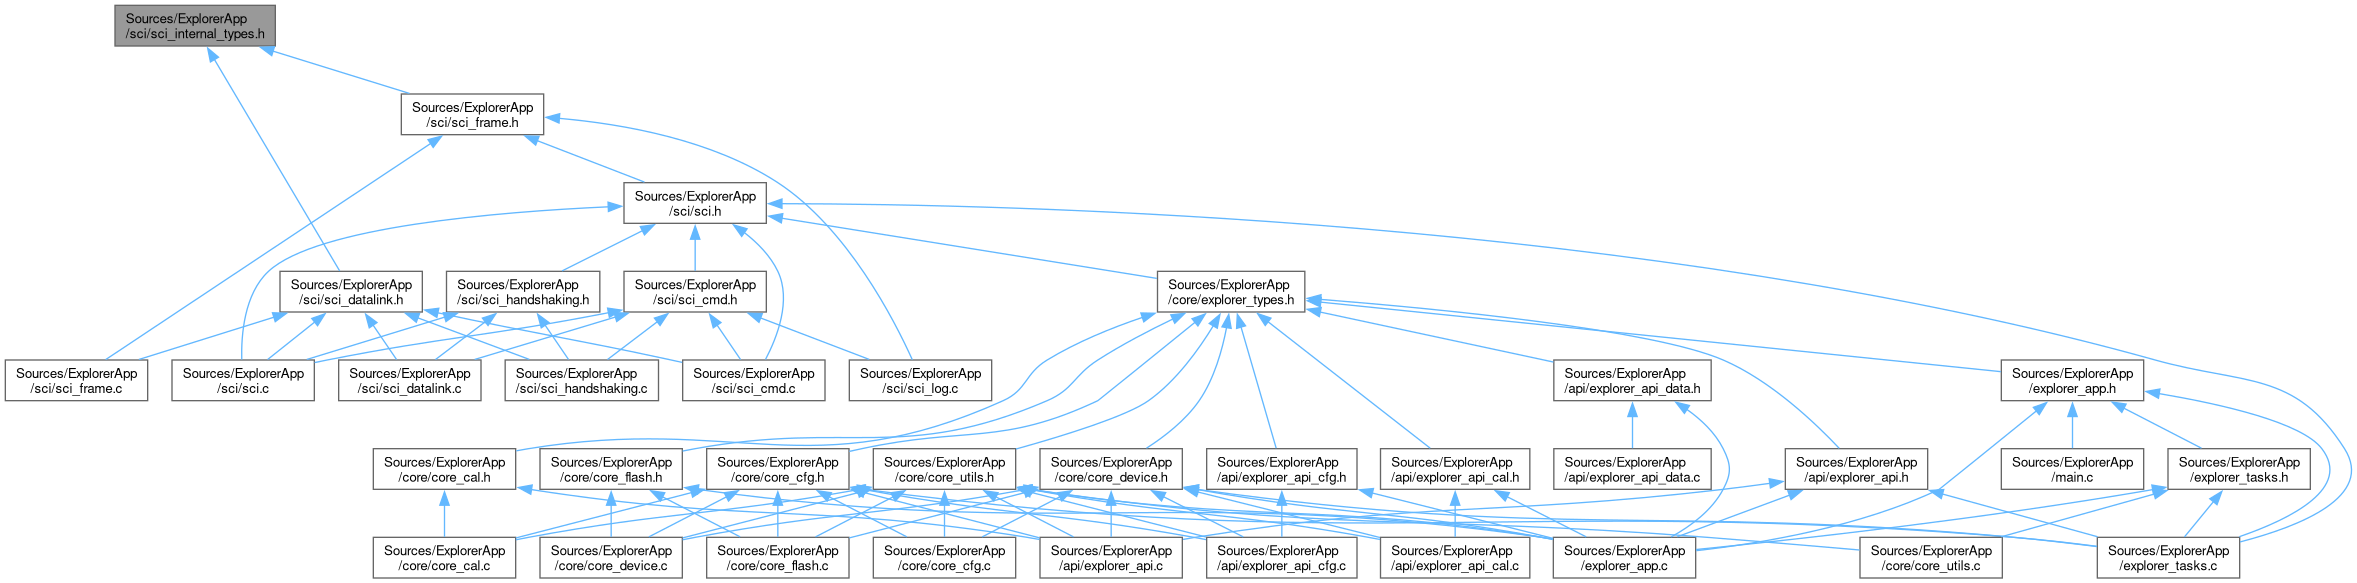 Sources/ExplorerApp
/sci/sci_internal_types.h
Sources/ExplorerApp
/sci/sci_frame.h
Sources/ExplorerApp
/sci/sci.h
Sources/ExplorerApp
/sci/sci_datalink.h
Sources/ExplorerApp
/sci/sci_handshaking.h
Sources/ExplorerApp
/sci/sci_cmd.h
Sources/ExplorerApp
/core/explorer_types.h
Sources/ExplorerApp
/sci/sci_frame.c
Sources/ExplorerApp
/sci/sci.c
Sources/ExplorerApp
/sci/sci_datalink.c
Sources/ExplorerApp
/sci/sci_handshaking.c
Sources/ExplorerApp
/sci/sci_cmd.c
Sources/ExplorerApp
/sci/sci_log.c
Sources/ExplorerApp
/api/explorer_api_data.h
Sources/ExplorerApp
/explorer_app.h
Sources/ExplorerApp
/core/core_cal.h
Sources/ExplorerApp
/core/core_flash.h
Sources/ExplorerApp
/core/core_cfg.h
Sources/ExplorerApp
/core/core_utils.h
Sources/ExplorerApp
/core/core_device.h
Sources/ExplorerApp
/api/explorer_api_cfg.h
Sources/ExplorerApp
/api/explorer_api_cal.h
Sources/ExplorerApp
/api/explorer_api_data.c
Sources/ExplorerApp
/api/explorer_api.h
Sources/ExplorerApp
/main.c
Sources/ExplorerApp
/explorer_tasks.h
Sources/ExplorerApp
/core/core_cal.c
Sources/ExplorerApp
/core/core_device.c
Sources/ExplorerApp
/core/core_flash.c
Sources/ExplorerApp
/core/core_cfg.c
Sources/ExplorerApp
/api/explorer_api.c
Sources/ExplorerApp
/api/explorer_api_cfg.c
Sources/ExplorerApp
/api/explorer_api_cal.c
Sources/ExplorerApp
/explorer_app.c
Sources/ExplorerApp
/core/core_utils.c
Sources/ExplorerApp
/explorer_tasks.c